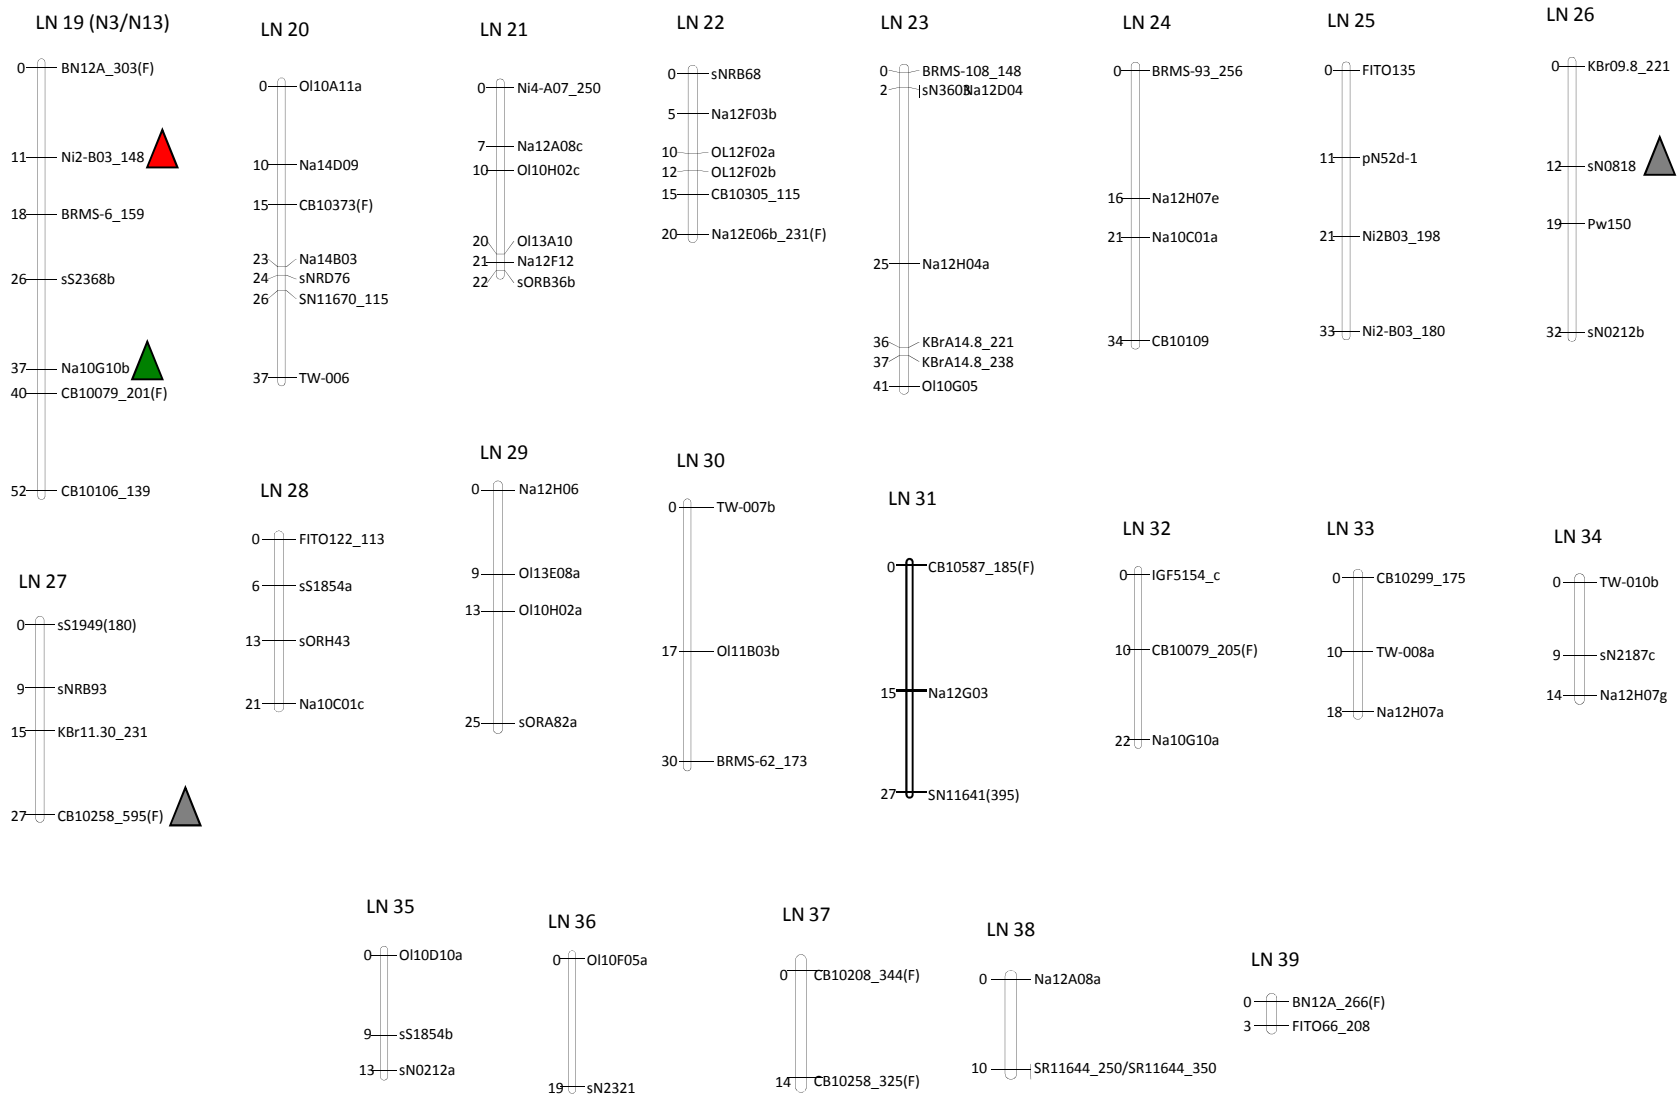 LN 19 (N3/N13)
0 BN12A_303(F)
11 Ni2-B03_148
18 BRMS-6_159
26 sS2368b
37 Na10G10b
40 CB10079_201(F)
52 CB10106_139
LN 20
0 Ol10A11a
10 Na14D09
15 CB10373(F)
23 Na14B03
24 sNRD76
26 SN11670_115
37 TW-006
LN 21
0 Ni4-A07_250
7 Na12A08c
10 Ol10H02c
20 Ol13A10
21 Na12F12
22 sORB36b
LN 22
0 sNRB68
5 Na12F03b
10 OL12F02a
12 OL12F02b
15 CB10305_115
20 Na12E06b_231(F)
LN 23
0 BRMS-108_148
2 Na12D04
25 Na12H04a
36 KBrA14.8_221
37 KBrA14.8_238
41 Ol10G05
LN 24
0 BRMS-93_256
16 Na12H07e
21 Na10C01a
34 CB10109
LN 25
0 FITO135
11 pN52d-1
21 Ni2B03_198
33 Ni2-B03_180
LN 26
0 KBr09.8_221
12 sN0818
19 Pw150
32 sN0212b
LN 27
0 sS1949(180)
9 sNRB93
15 KBr11.30_231
27 CB10258_595(F)
LN 28
0 FITO122_113
6 sS1854a
13 sORH43
21 Na10C01c
LN 29
0 Na12H06
9 Ol13E08a
13 Ol10H02a
25 sORA82a
LN 30
0 TW-007b
17 Ol11B03b
30 BRMS-62_173
LN 31
0 CB10587_185(F)
15 Na12G03
27 SN11641(395)
LN 32
0 IGF5154_c
10 CB10079_205(F)
22 Na10G10a
LN 33
0 CB10299_175
10 TW-008a
18 Na12H07a
LN 34
0 TW-010b
9 sN2187c
14 Na12H07g
LN 35
0 Ol10D10a
9 sS1854b
13 sN0212a
LN 36
0 Ol10F05a
19 sN2321
LN 37
0 CB10208_344(F)
14 CB10258_325(F)
LN 38
0 Na12A08a
10 SR11644_250/SR11644_350
LN 39
0 BN12A_266(F)
3 FITO66_208